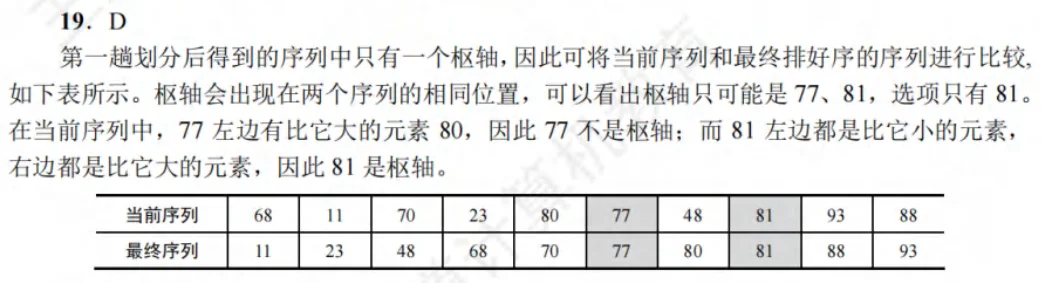 19．D
第一趟划分后得到的序列中只有一个枢轴，因此可将当前序列和最终排好序的序列进行比较，
如下表所示。枢轴会出现在两个序列的相同位置，可以看出枢轴只可能是 77、81，选项只有 81。
在当前序列中，77 左边有比它大的元素 80，因此 77 不是枢轴；而 81 左边都是比它小的元素，
右边都是比它大的元素，因此 81 是枢轴。
当前序列 68 11 70 23 80 77 48 81 93 88
最终序列 11 23 48 68 70 77 80 81 88 93